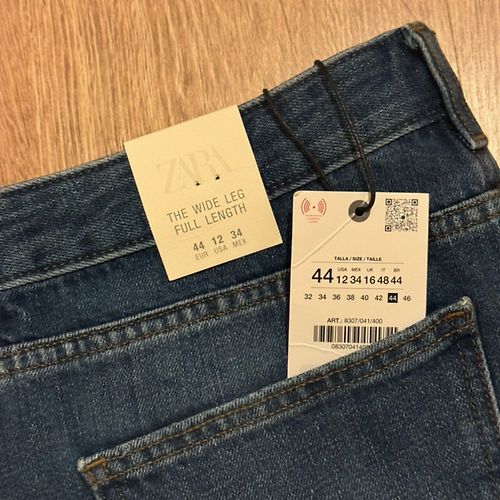 ZARA
THE WIDE LEG
FULL LENGTH
44 12 34
EUR USA MEX
TALLA / SIZE / TAILLE
USA MEX UK IT BR
44 12 34 16 48 44
32 34 36 38 40 42 44 46
ART.: 8307/041/400